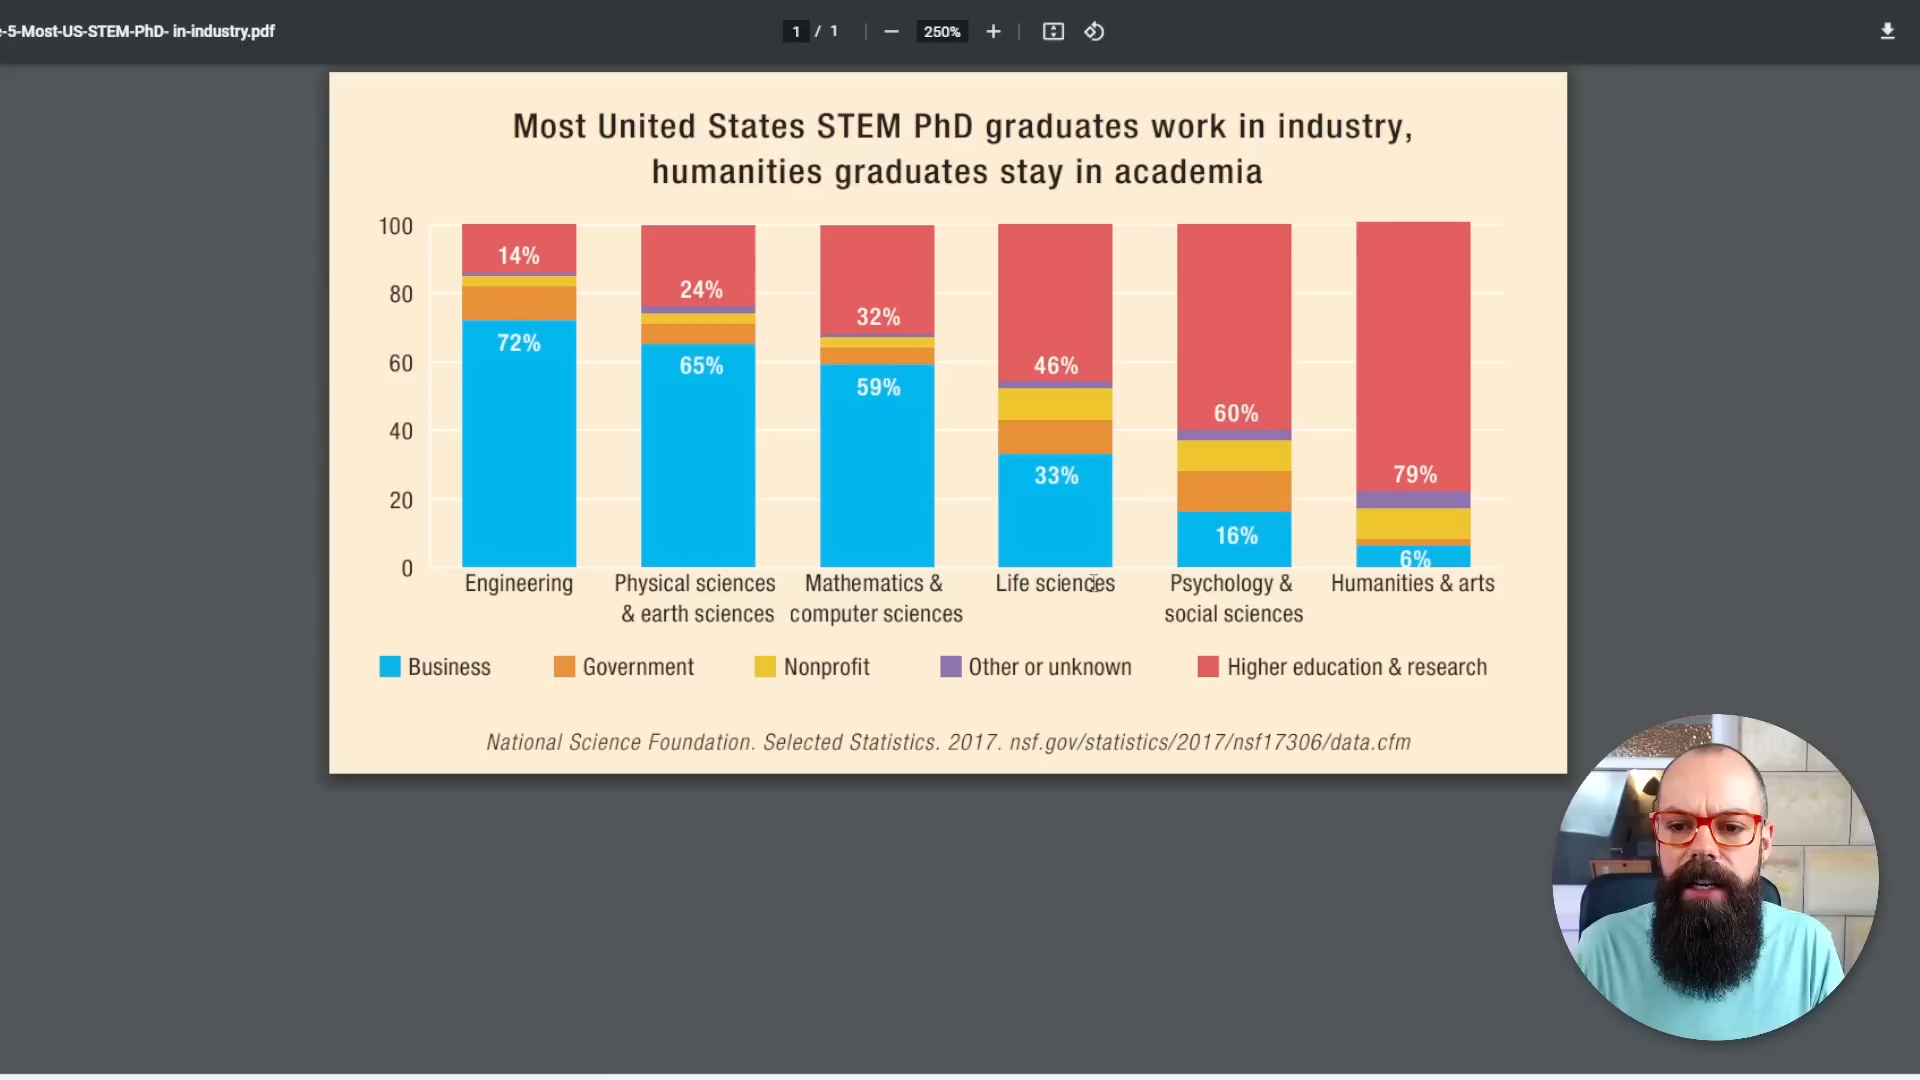 e-5-Most-US-STEM-PhD- in-industry.pdf
1 / 1
250%
Most United States STEM PhD graduates work in industry,
humanities graduates stay in academia
100
80
60
40
20
0
14%
72%
24%
65%
32%
59%
46%
33%
60%
16%
79%
6%
Engineering
Physical sciences
& earth sciences
Mathematics &
computer sciences
Life sciences
Psychology &
social sciences
Humanities & arts
Business
Government
Nonprofit
Other or unknown
Higher education & research
National Science Foundation. Selected Statistics. 2017. nsf.gov/statistics/2017/nsf17306/data.cfm